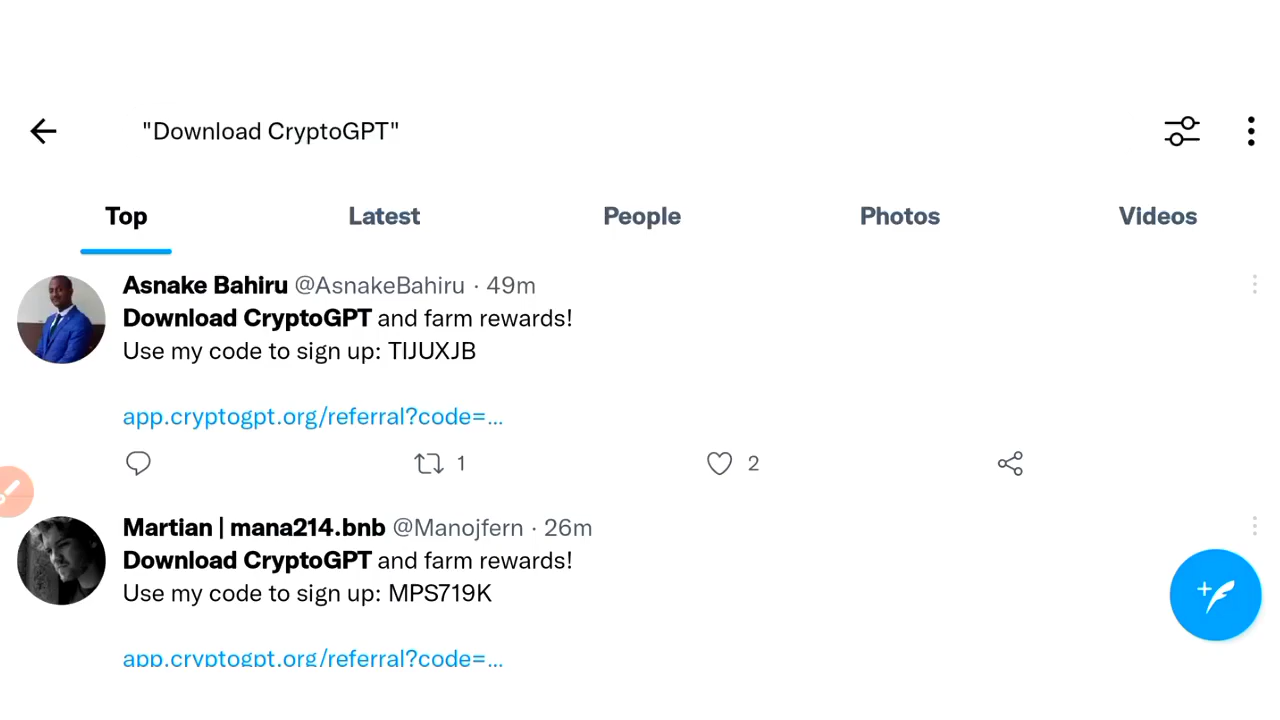 "Download CryptoGPT"
Top Latest People Photos Videos
Asnake Bahiru @AsnakeBahiru · 49m
Download CryptoGPT and farm rewards!
Use my code to sign up: TIJUXJB
app.cryptogpt.org/referral?code=...
1 2
Martian | mana214.bnb @Manojfern · 26m
Download CryptoGPT and farm rewards!
Use my code to sign up: MPS719K
app.cryptogpt.org/referral?code=...